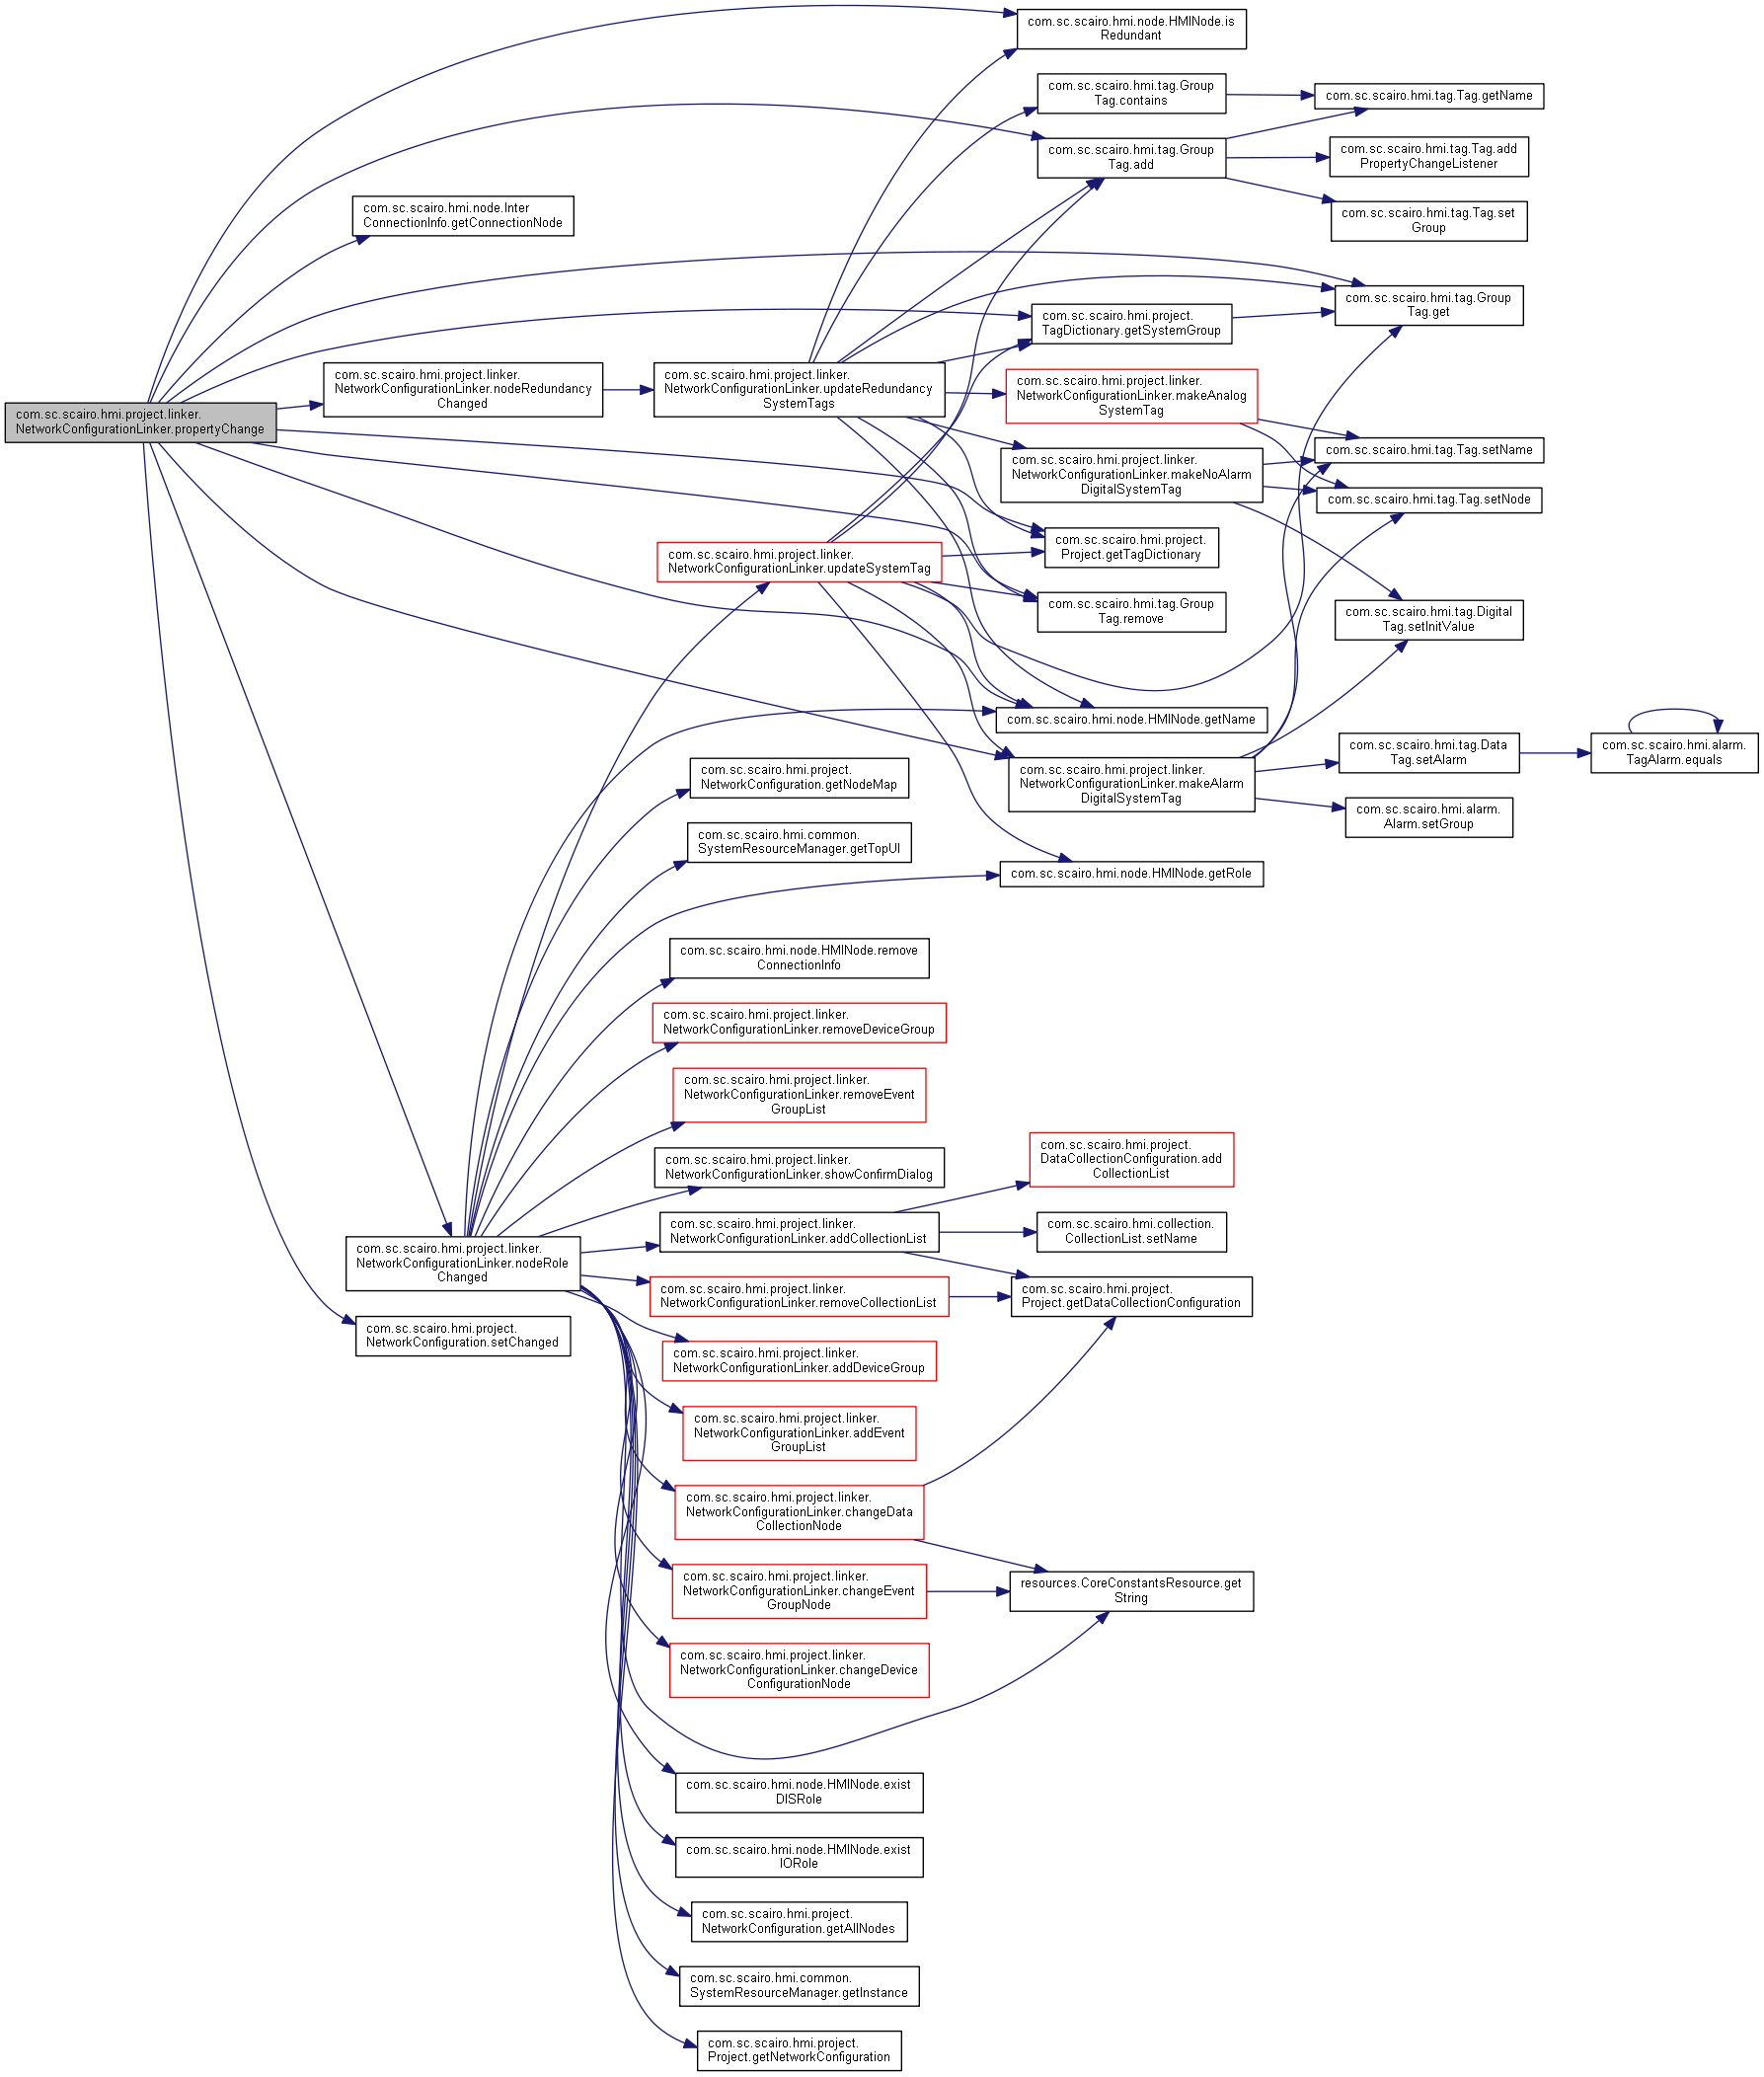 com.sc.scairo.hmi.project.linker.
NetworkConfigurationLinker.propertyChange
com.sc.scairo.hmi.node.Inter
ConnectionInfo.getConnectionNode
com.sc.scairo.hmi.project.linker.
NetworkConfigurationLinker.nodeRedundancy
Changed
com.sc.scairo.hmi.project.linker.
NetworkConfigurationLinker.nodeRole
Changed
com.sc.scairo.hmi.project.
NetworkConfiguration.setChanged
com.sc.scairo.hmi.project.linker.
NetworkConfigurationLinker.updateRedundancy
SystemTags
com.sc.scairo.hmi.project.linker.
NetworkConfigurationLinker.updateSystemTag
com.sc.scairo.hmi.project.
NetworkConfiguration.getNodeMap
com.sc.scairo.hmi.common.
SystemResourceManager.getTopUI
com.sc.scairo.hmi.node.HMINode.remove
ConnectionInfo
com.sc.scairo.hmi.project.linker.
NetworkConfigurationLinker.removeDeviceGroup
com.sc.scairo.hmi.project.linker.
NetworkConfigurationLinker.removeEvent
GroupList
com.sc.scairo.hmi.project.linker.
NetworkConfigurationLinker.showConfirmDialog
com.sc.scairo.hmi.project.linker.
NetworkConfigurationLinker.addCollectionList
com.sc.scairo.hmi.project.linker.
NetworkConfigurationLinker.removeCollectionList
com.sc.scairo.hmi.project.linker.
NetworkConfigurationLinker.addDeviceGroup
com.sc.scairo.hmi.project.linker.
NetworkConfigurationLinker.addEvent
GroupList
com.sc.scairo.hmi.project.linker.
NetworkConfigurationLinker.changeData
CollectionNode
com.sc.scairo.hmi.project.linker.
NetworkConfigurationLinker.changeEvent
GroupNode
com.sc.scairo.hmi.project.linker.
NetworkConfigurationLinker.changeDevice
ConfigurationNode
com.sc.scairo.hmi.node.HMINode.exist
DISRole
com.sc.scairo.hmi.node.HMINode.exist
IORole
com.sc.scairo.hmi.project.
NetworkConfiguration.getAllNodes
com.sc.scairo.hmi.common.
SystemResourceManager.getInstance
com.sc.scairo.hmi.project.
Project.getNetworkConfiguration
com.sc.scairo.hmi.node.HMINode.is
Redundant
com.sc.scairo.hmi.tag.Group
Tag.contains
com.sc.scairo.hmi.tag.Group
Tag.add
com.sc.scairo.hmi.project.
TagDictionary.getSystemGroup
com.sc.scairo.hmi.project.linker.
NetworkConfigurationLinker.makeAnalog
SystemTag
com.sc.scairo.hmi.project.linker.
NetworkConfigurationLinker.makeNoAlarm
DigitalSystemTag
com.sc.scairo.hmi.project.
Project.getTagDictionary
com.sc.scairo.hmi.tag.Group
Tag.remove
com.sc.scairo.hmi.node.HMINode.getName
com.sc.scairo.hmi.project.linker.
NetworkConfigurationLinker.makeAlarm
DigitalSystemTag
com.sc.scairo.hmi.node.HMINode.getRole
com.sc.scairo.hmi.project.
DataCollectionConfiguration.add
CollectionList
com.sc.scairo.hmi.collection.
CollectionList.setName
com.sc.scairo.hmi.project.
Project.getDataCollectionConfiguration
resources.CoreConstantsResource.get
String
com.sc.scairo.hmi.tag.Tag.getName
com.sc.scairo.hmi.tag.Tag.add
PropertyChangeListener
com.sc.scairo.hmi.tag.Tag.set
Group
com.sc.scairo.hmi.tag.Group
Tag.get
com.sc.scairo.hmi.tag.Tag.setName
com.sc.scairo.hmi.tag.Tag.setNode
com.sc.scairo.hmi.tag.Digital
Tag.setInitValue
com.sc.scairo.hmi.tag.Data
Tag.setAlarm
com.sc.scairo.hmi.alarm.
Alarm.setGroup
com.sc.scairo.hmi.alarm.
TagAlarm.equals